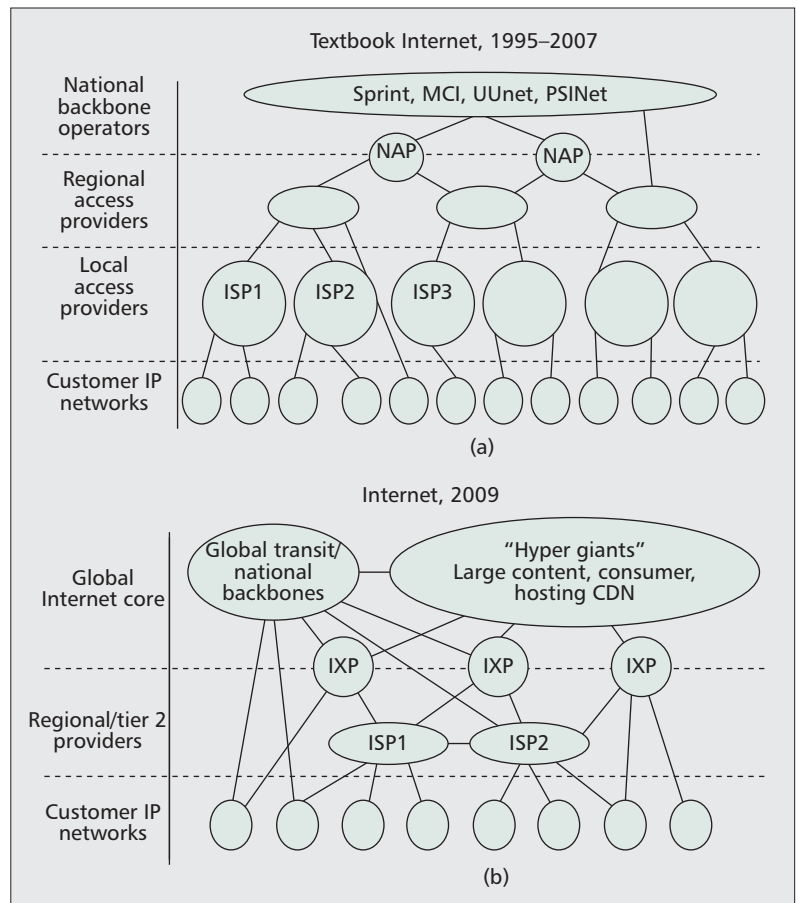 Textbook Internet, 1995–2007
National
backbone
operators
Sprint, MCI, UUnet, PSINet
NAP
NAP
Regional
access
providers
Local
access
providers
ISP1
ISP2
ISP3
Customer IP
networks
(a)
Internet, 2009
Global
Internet core
Global transit/
national
backbones
“Hyper giants”
Large content, consumer,
hosting CDN
IXP
IXP
IXP
Regional/tier 2
providers
ISP1
ISP2
Customer IP
networks
(b)